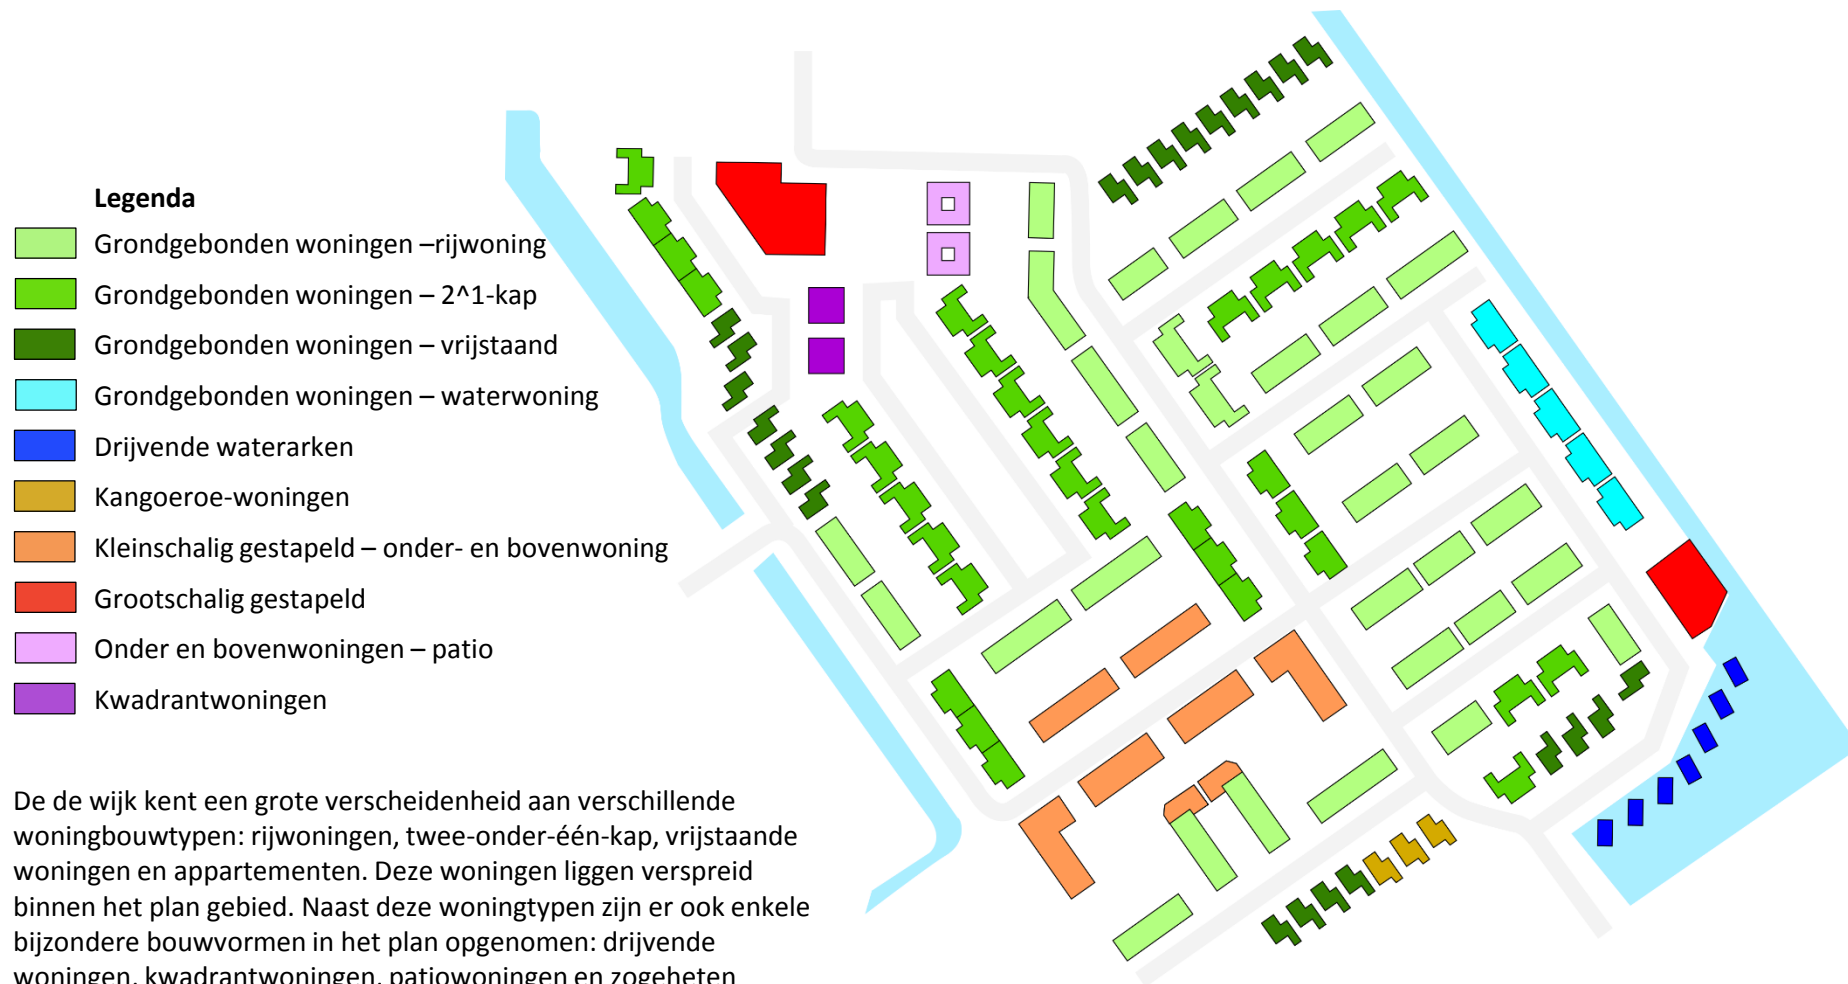 Legenda
Grondgebonden woningen –rijwoning
Grondgebonden woningen – 2^1-kap
Grondgebonden woningen – vrijstaand
Grondgebonden woningen – waterwoning
Drijvende waterarken
Kangoeroe-woningen
Kleinschalig gestapeld – onder- en bovenwoning
Grootschalig gestapeld
Onder en bovenwoningen – patio
Kwadrantwoningen
De de wijk kent een grote verscheidenheid aan verschillende
woningbouwtypen: rijwoningen, twee-onder-één-kap, vrijstaande
woningen en appartementen. Deze woningen liggen verspreid
binnen het plan gebied. Naast deze woningtypen zijn er ook enkele
bijzondere bouwvormen in het plan opgenomen: drijvende
woningen, kwadrantwoningen, patiowoningen en zogeheten